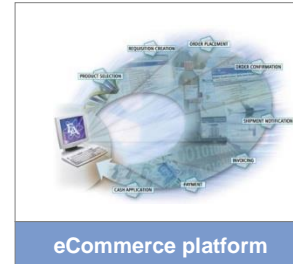 ORDER PLACEMENT
REQUISITION CREATION
ORDER CONFIRMATION
PRODUCT SELECTION
SHIPMENT NOTIFICATION
INVOICING
PAYMENT
CASH APPLICATION
eCommerce platform